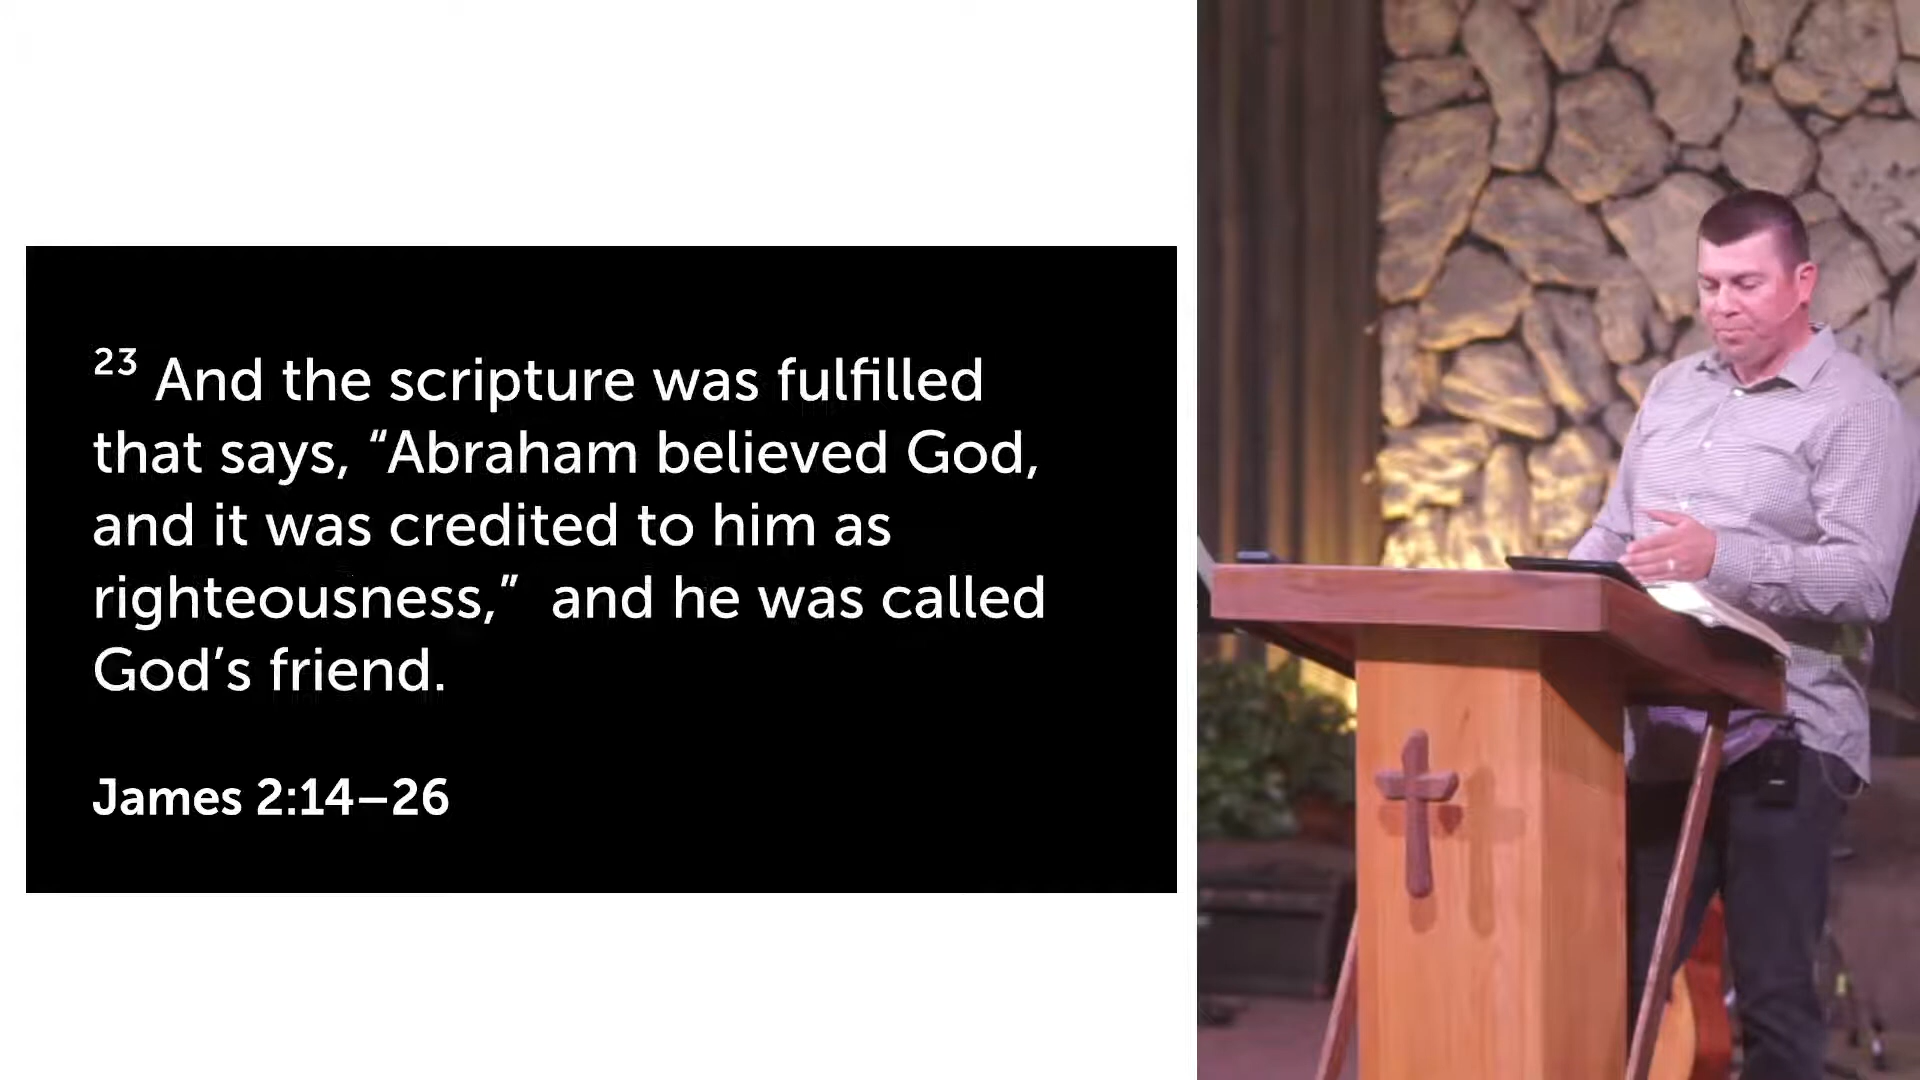 23 And the scripture was fulfilled
that says, “Abraham believed God,
and it was credited to him as
righteousness,” and he was called
God’s friend.
James 2:14–26